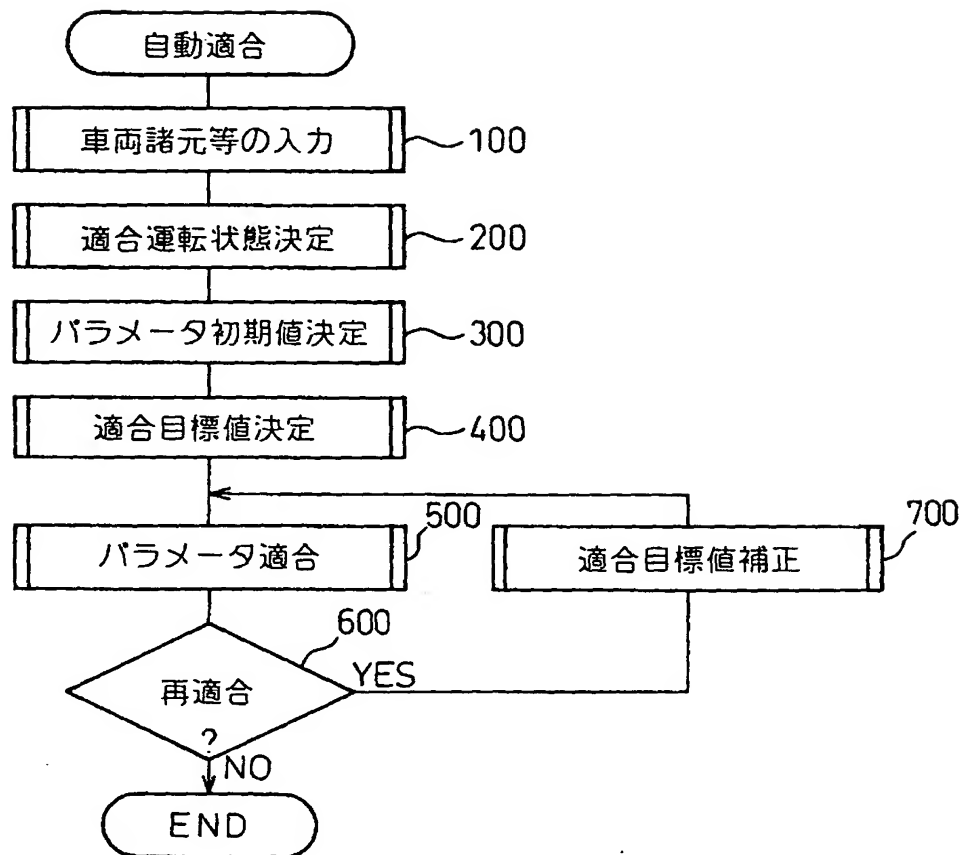 自動適合
車両諸元等の入力
100
適合運転状態決定
200
パラメータ初期値決定
300
適合目標値決定
400
パラメータ適合
500
適合目標値補正
700
再適合
?
600
YES
NO
END